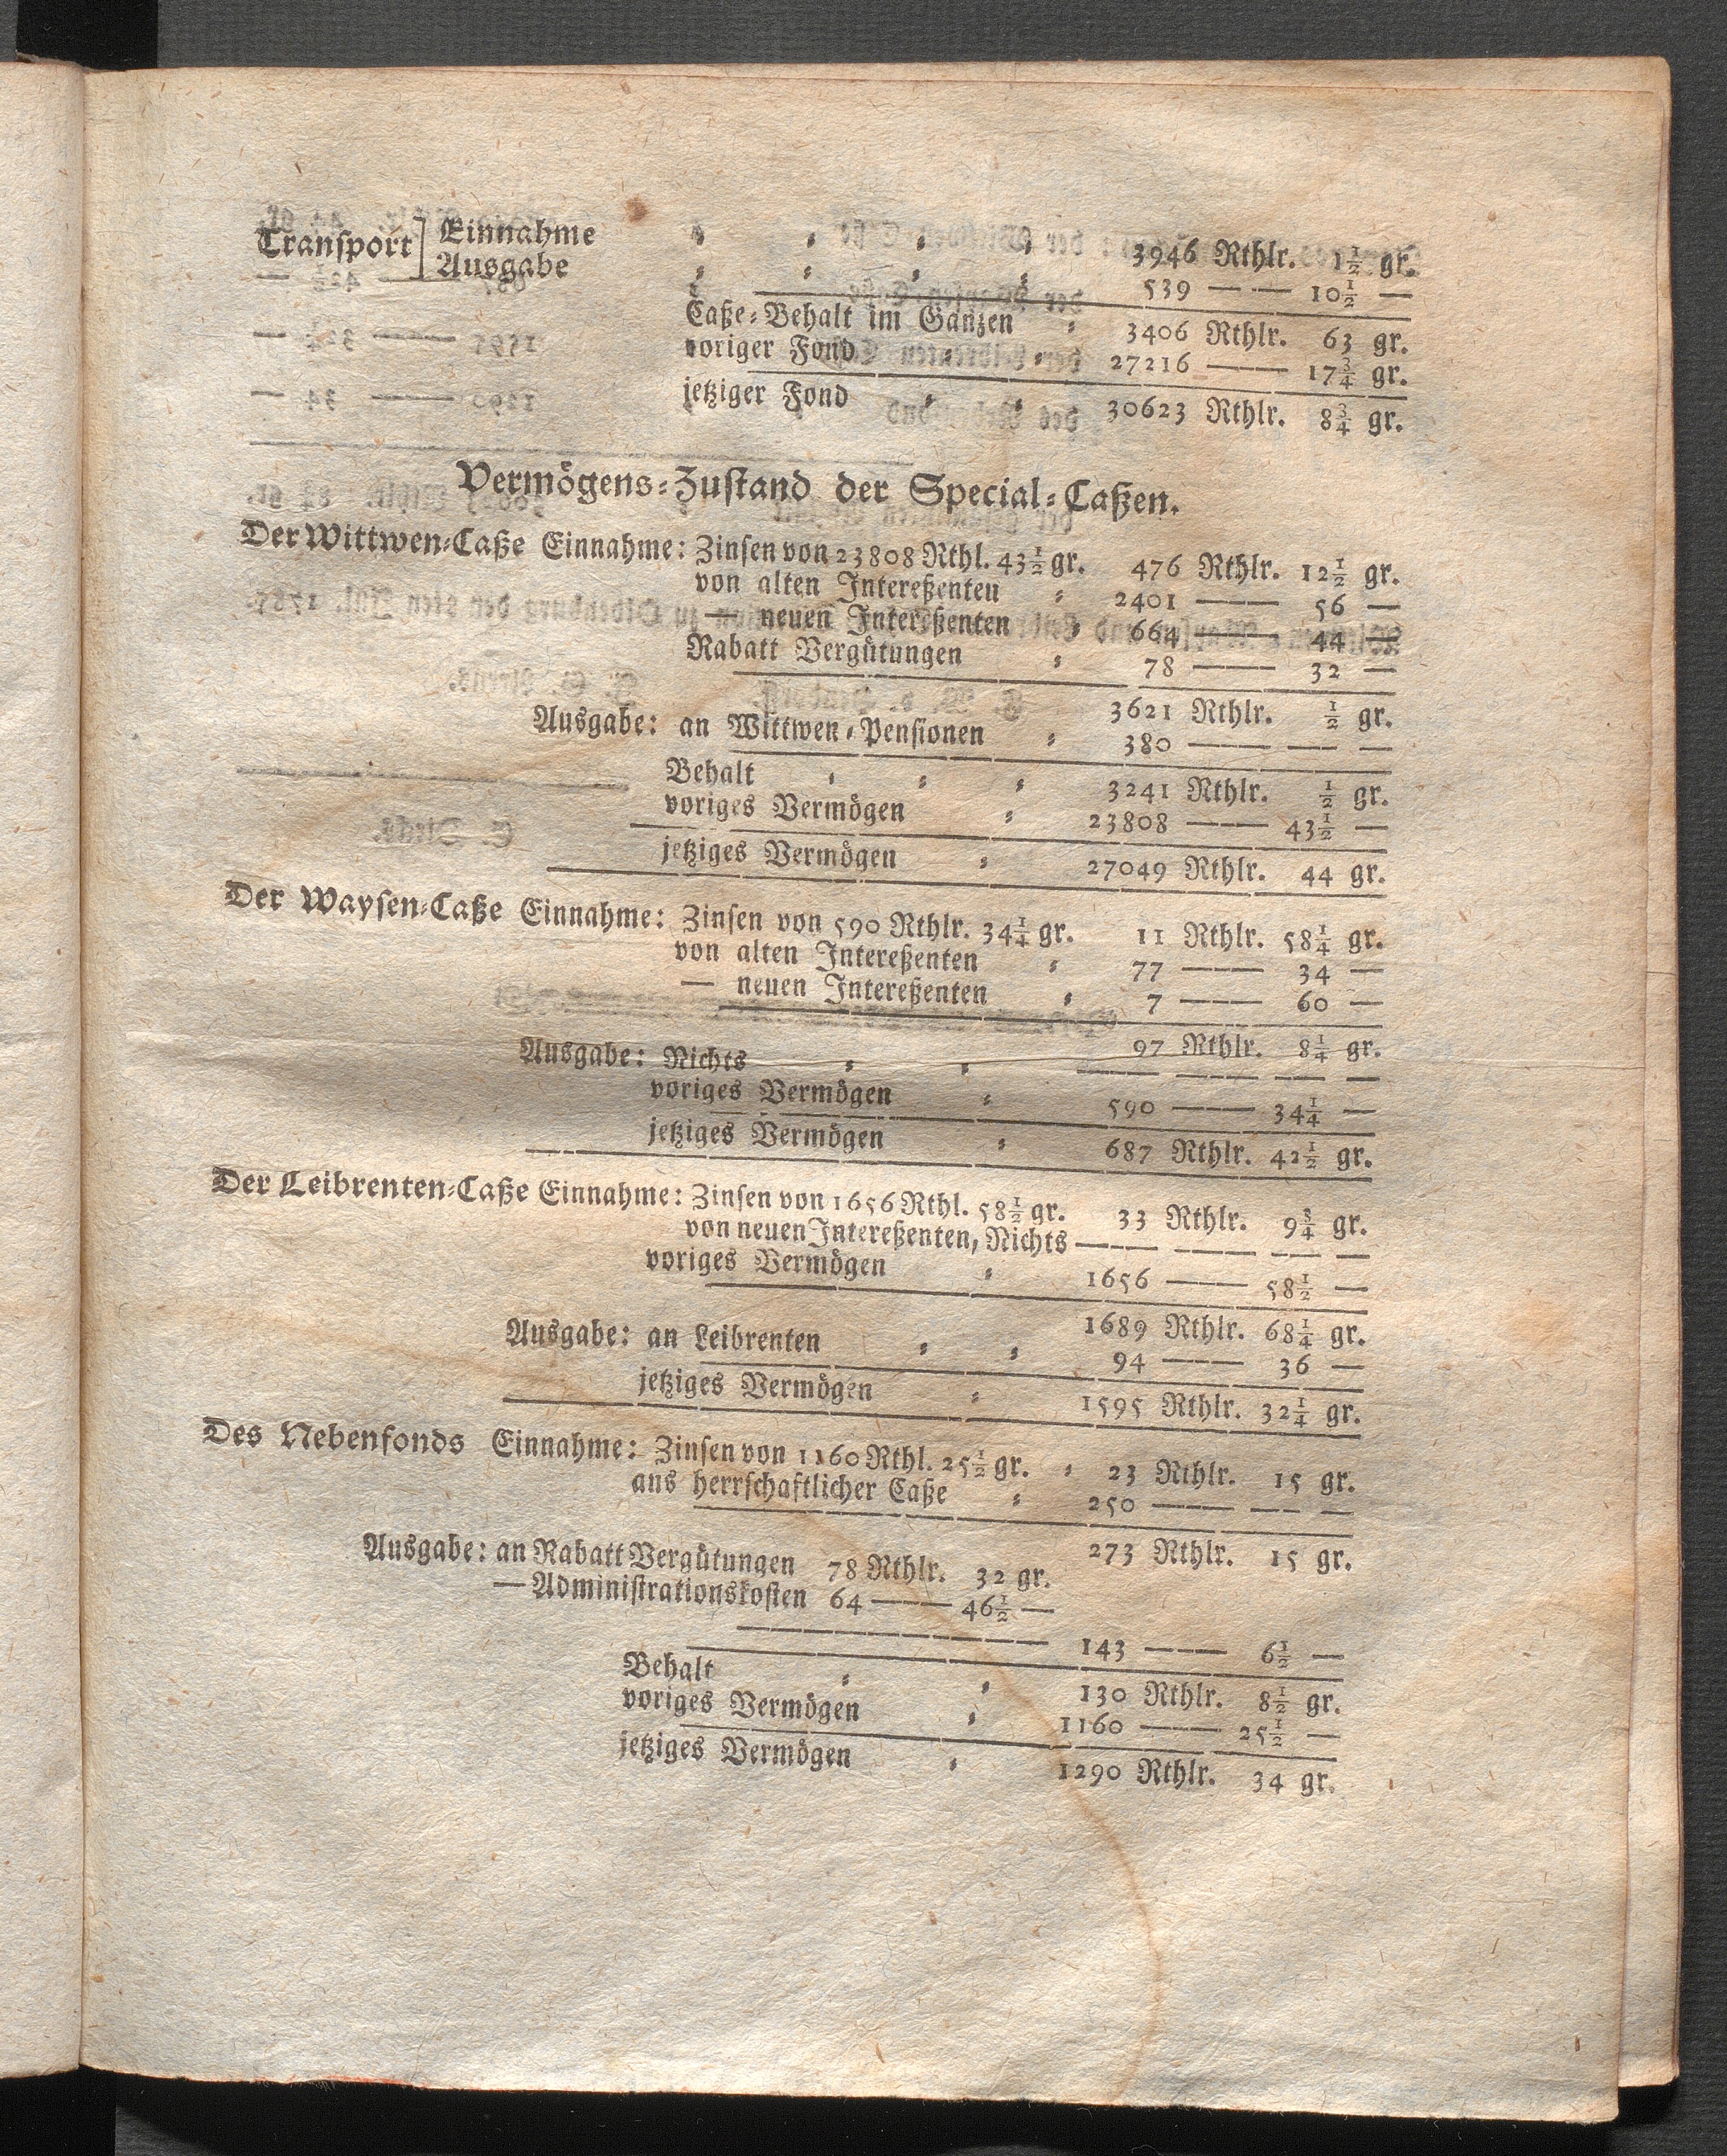 Transport] Einnahme ⸗ ⸗ ⸗ ⸗ 3946 Rthlr. 1½ gr.
Ausgabe ⸗ ⸗ ⸗ ⸗ 539 — — 10½ —
Caße⸗Behalt im Ganzen ⸗ 3406 Rthlr. 63 gr.
voriger Fond ⸗ ⸗ 27216 —— 17¾ gr.
jetziger Fond ⸗ ⸗ 30623 Rthlr. 8¾ gr.
Vermögens⸗Zustand der Special⸗Caßen.
Der Wittwen⸗Caße Einnahme: Zinsen von 23808 Rthl. 43½ gr. 476 Rthlr. 12½ gr.
von altenIntereßenten ⸗ 2401 —— 56 —
— neuen Intereßenten ⸗ 664 —— 44 —
Rabatt Vergütungen ⸗ 78 —— 32 —
3621 Rthlr. ½ gr.
Ausgabe: an Wittwen⸗Pensionen ⸗ 380 —— — —
Behalt ⸗ ⸗ ⸗ 3241 Rthlr. ½ gr.
voriges Vermögen ⸗ 23808 —— 43½ —
jetziges Vermögen ⸗ 27049 Rthlr. 44 gr.
Der Waysen⸗Caße Einnahme: Zinsen von 590 Rthlr. 34¼ gr. 11 Rthlr. 58¼ gr.
von alten Intereßenten ⸗ 77 —— 34 —
— neuen Intereßenten ⸗ 7 —— 60 —
97 Rthlr. 8¼ gr.
Ausgabe: Nichts ⸗ ⸗ —— —— — —
voriges Vermögen ⸗ 590 —— 34¼ —
jetziges Vermögen ⸗ 687 Rthlr. 42½ gr.
Der Leibrenten⸗Caße Einnahme: Zinsen von 1656 Rthl. 58½ gr. 33 Rthlr. 9¾ gr.
von neuen Intereßenten, Nichts —— —— — —
voriges Vermögen ⸗ 1656 —— 58½ —
1689 Rthlr. 68¼ gr.
Ausgabe: an Leibrenten ⸗ ⸗ 94 —— 36 —
jetziges Vermögen ⸗ 1595 Rthlr. 32¼ gr.
Des Nebenfonds Einnahme: Zinsen von 1160 Rthl. 25½ gr. ⸗ 23 Rthlr. 15 gr.
aus herrschaftlicher Caße ⸗ 250 —— — —
273 Rthlr. 15 gr.
Ausgabe: an Rabatt Vergütungen 78 Rthlr. 32 gr.
— Administrationskosten 64 —— 46½ —
143 —— 6½ —
Behalt ⸗ ⸗ 130 Rthlr. 8½ gr.
voriges Vermögen ⸗ 1160 —— 25½ —
jetziges Vermögen ⸗ 1290 Rthlr. 34 gr.